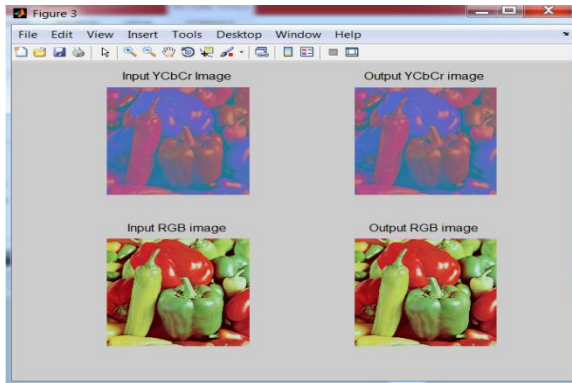 Figure 3
File Edit View Insert Tools Desktop Window Help
Input YCbCr Image
Output YCbCr image
Input RGB image
Output RGB image